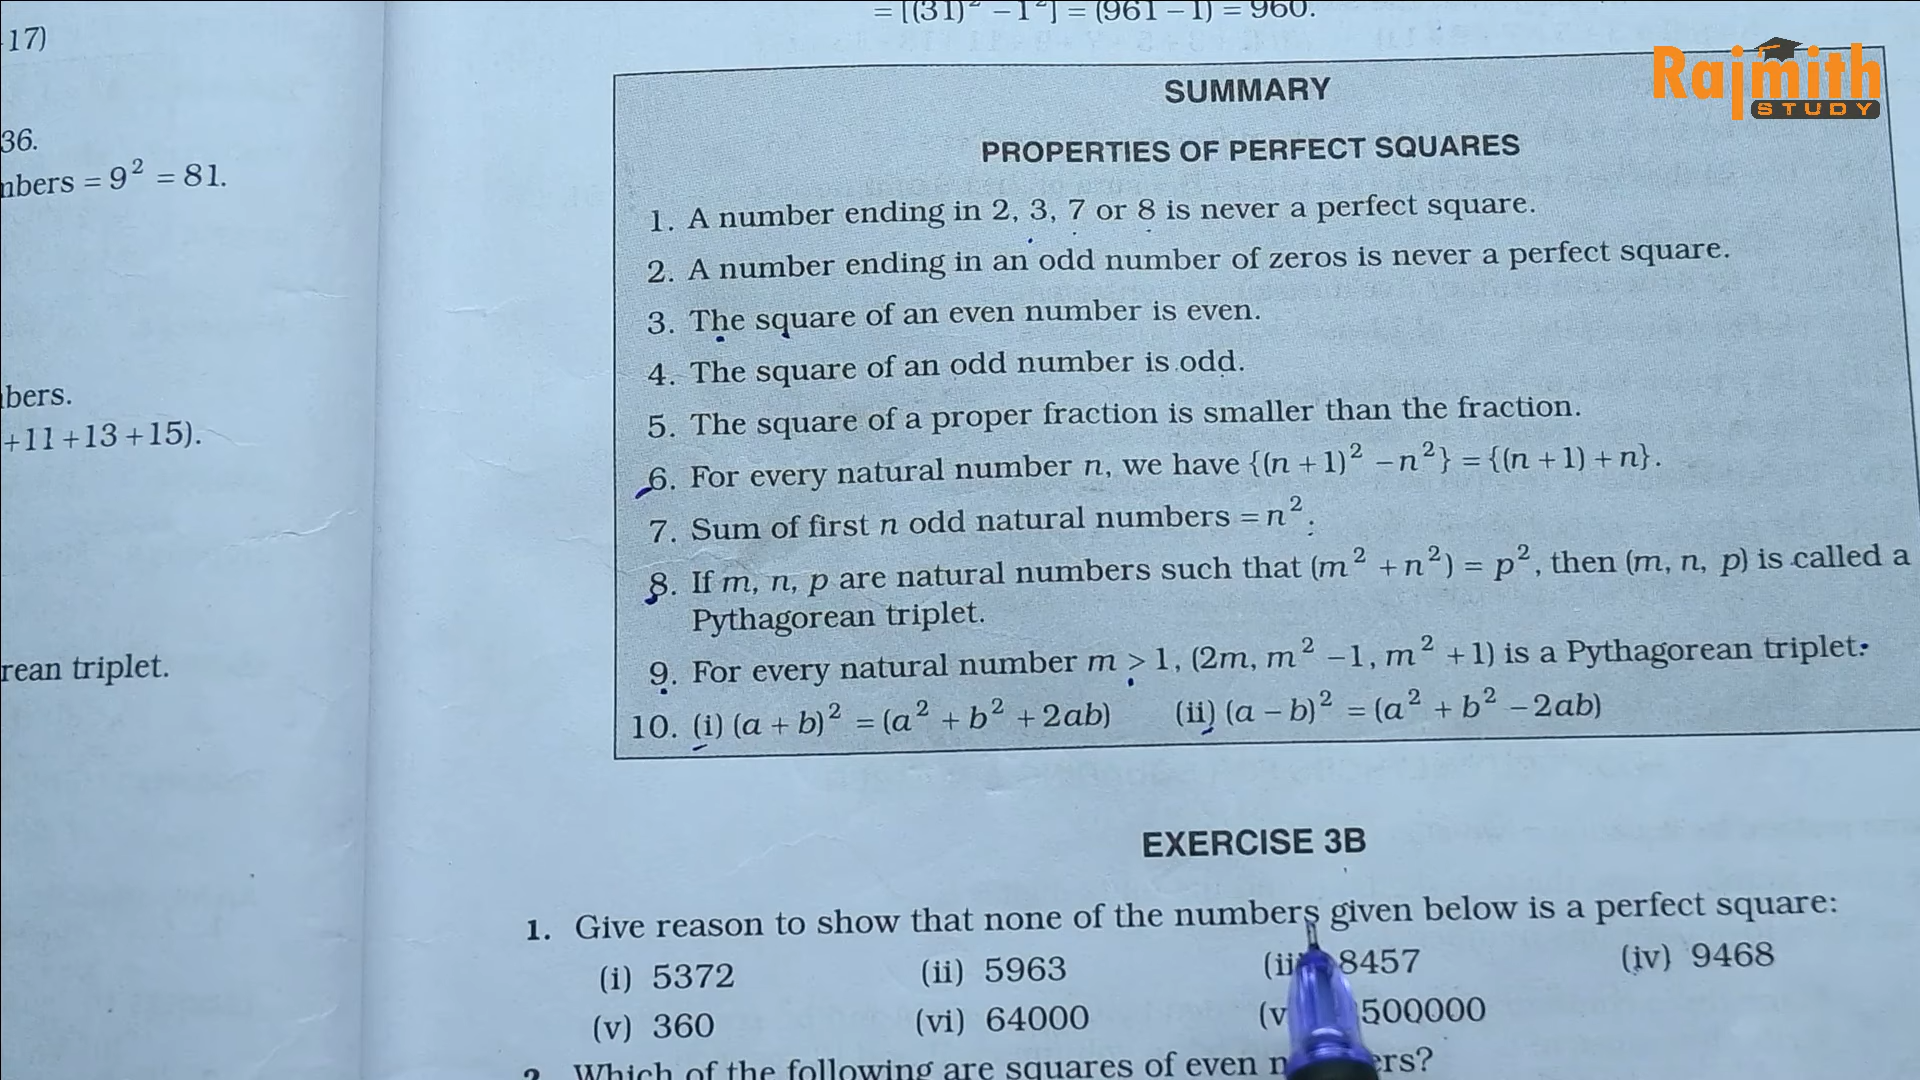 17)
36.
mbers = 9² = 81.
bers.
+11 +13 +15).
rean triplet.
= [(31)² − 1²] = (961 − 1) = 960.
Rajmith
STUDY
SUMMARY
PROPERTIES OF PERFECT SQUARES
1. A number ending in 2, 3, 7 or 8 is never a perfect square.
2. A number ending in an odd number of zeros is never a perfect square.
3. The square of an even number is even.
4. The square of an odd number is odd.
5. The square of a proper fraction is smaller than the fraction.
6. For every natural number n, we have {(n + 1)² − n²} = {(n + 1) + n}.
7. Sum of first n odd natural numbers = n².
8. If m, n, p are natural numbers such that (m² + n²) = p², then (m, n, p) is called a
Pythagorean triplet.
9. For every natural number m > 1, (2m, m² − 1, m² + 1) is a Pythagorean triplet.
10. (i) (a + b)² = (a² + b² + 2ab) (ii) (a − b)² = (a² + b² − 2ab)
EXERCISE 3B
1. Give reason to show that none of the numbers given below is a perfect square:
(i) 5372 (ii) 5963 (ii 8457 (iv) 9468
(v) 360 (vi) 64000 (v 500000
2. Which of the following are squares of even n ers?